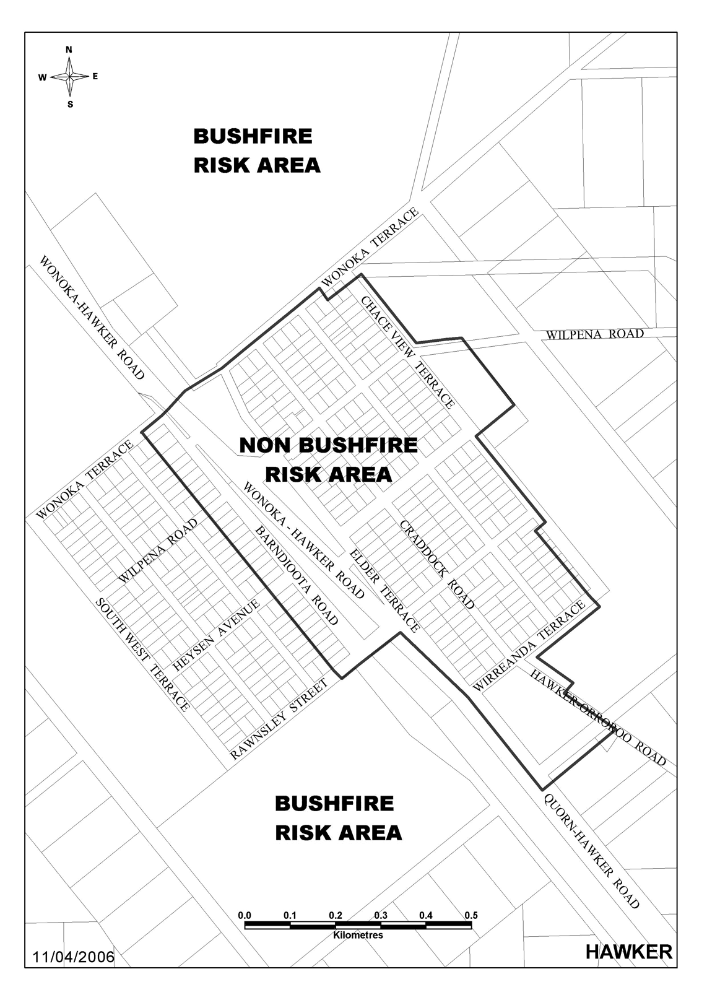 N
W E
S
BUSHFIRE
RISK AREA
WONOKA TERRACE
WONOKA-HAWKER ROAD
CHACE VIEW TERRACE
WILPENA ROAD
NON BUSHFIRE
RISK AREA
WONOKA TERRACE
WONOKA - HAWKER ROAD
WILPENA ROAD
BARNDIOOTA ROAD
CRADDOCK ROAD
ELDER TERRACE
SOUTH WEST TERRACE
HEYSEN AVENUE
WIRREANDA TERRACE
RAWNSLEY STREET
HAWKER-ORROROO ROAD
BUSHFIRE
RISK AREA
QUORN-HAWKER ROAD
0.0 0.1 0.2 0.3 0.4 0.5
Kilometres
11/04/2006
HAWKER